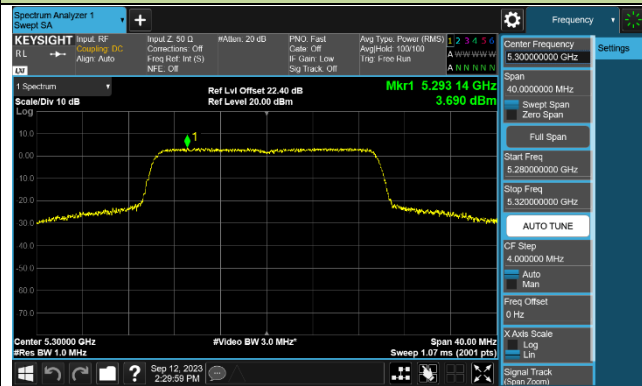 Spectrum Analyzer 1
Swept SA
Frequency
KEYSIGHT
RL
Input: RF
Coupling: DC
Align: Auto
Input Z: 50 Ω
Corrections: Off
Freq Ref: Int (S)
NFE: Off
#Atten: 20 dB
PNO: Fast
Gate: Off
IF Gain: Low
Sig Track: Off
Avg Type: Power (RMS)
Avg|Hold: 100/100
Trig: Free Run
1 2 3 4 5 6
A W W W W W
A N N N N N
1 Spectrum
Scale/Div 10 dB
Log
Ref Lvl Offset 22.40 dB
Ref Level 20.00 dBm
Mkr1 5.293 14 GHz
3.690 dBm
1
10.0
0.00
-10.0
-20.0
-30.0
-40.0
-50.0
-60.0
-70.0
Center 5.30000 GHz
#Res BW 1.0 MHz
#Video BW 3.0 MHz*
Span 40.00 MHz
Sweep 1.07 ms (2001 pts)
Sep 12, 2023
2:29:59 PM
Center Frequency
5.300000000 GHz
Settings
Span
40.0000000 MHz
Swept Span
Zero Span
Full Span
Start Freq
5.280000000 GHz
Stop Freq
5.320000000 GHz
AUTO TUNE
CF Step
4.000000 MHz
Auto
Man
Freq Offset
0 Hz
X Axis Scale
Log
Lin
Signal Track
(Span Zoom)